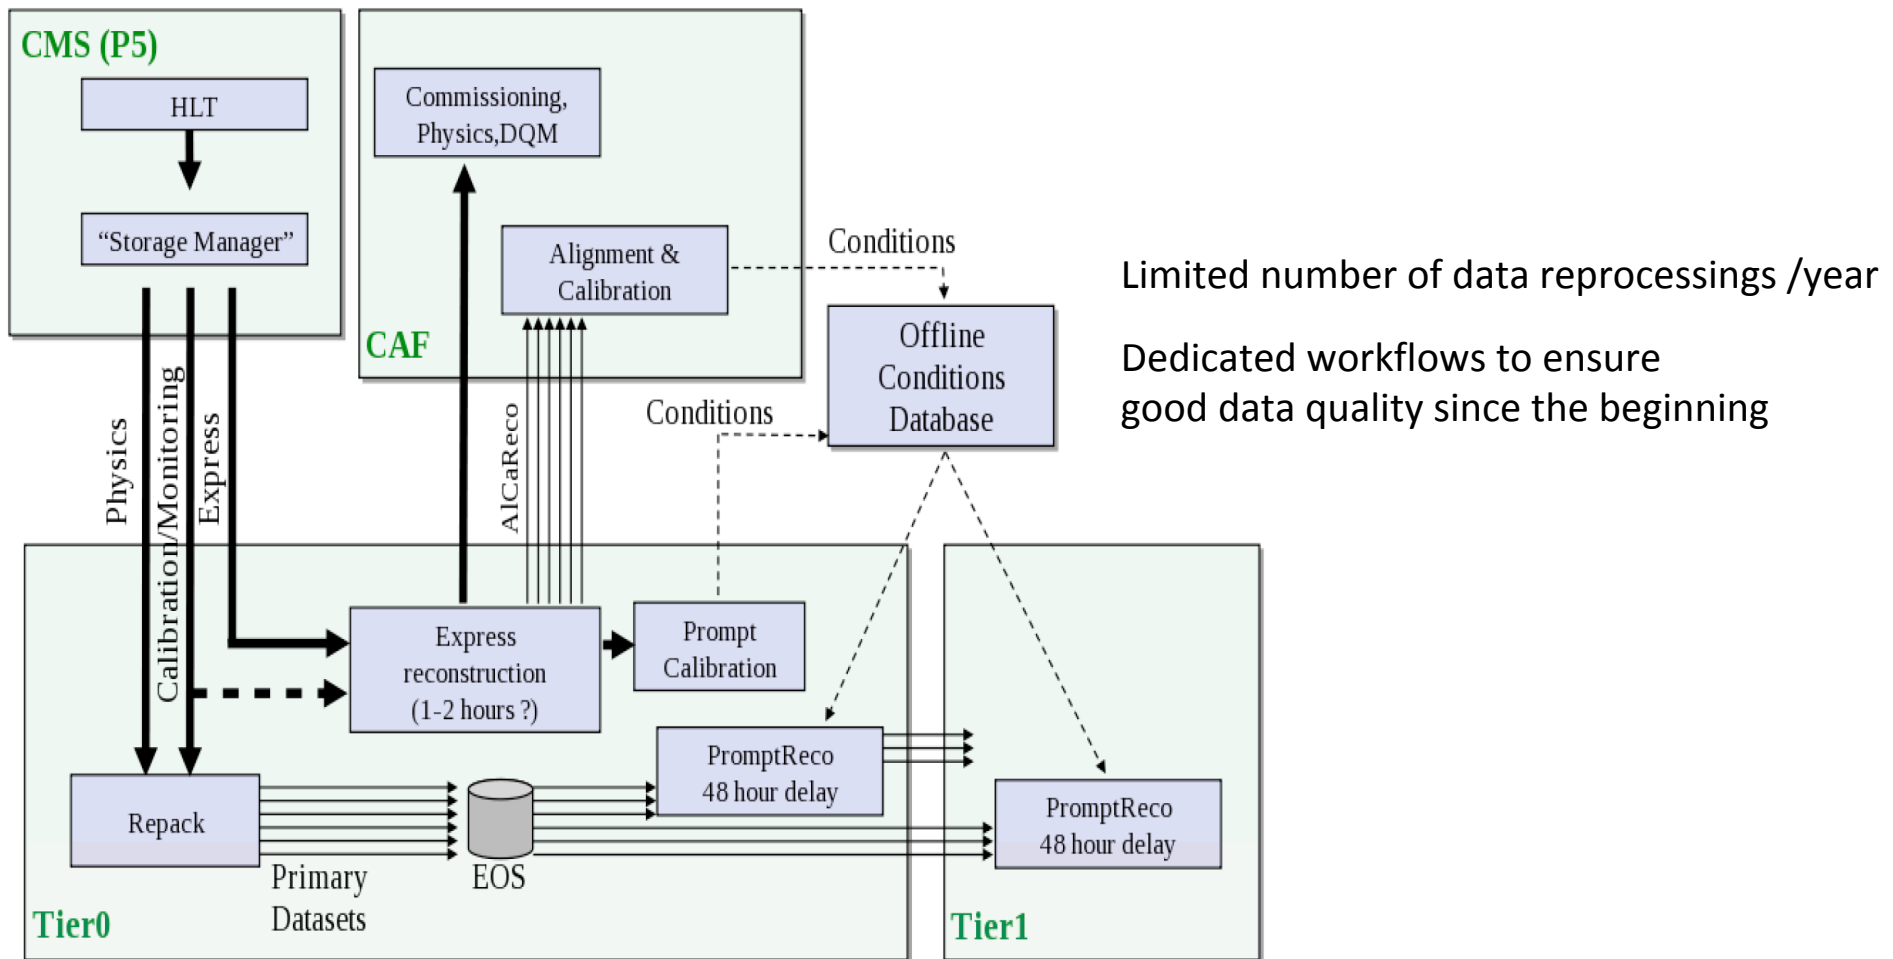 CMS (P5)
HLT
“Storage Manager”
Physics
Calibration/Monitoring
Express
Commissioning,
Physics,DQM
Alignment &
Calibration
CAF
AlCaReco
Conditions
Conditions
Offline
Conditions
Database
Limited number of data reprocessings /year
Dedicated workflows to ensure
good data quality since the beginning
Express
reconstruction
(1-2 hours ?)
Prompt
Calibration
PromptReco
48 hour delay
Repack
Primary
Datasets
EOS
Tier0
PromptReco
48 hour delay
Tier1